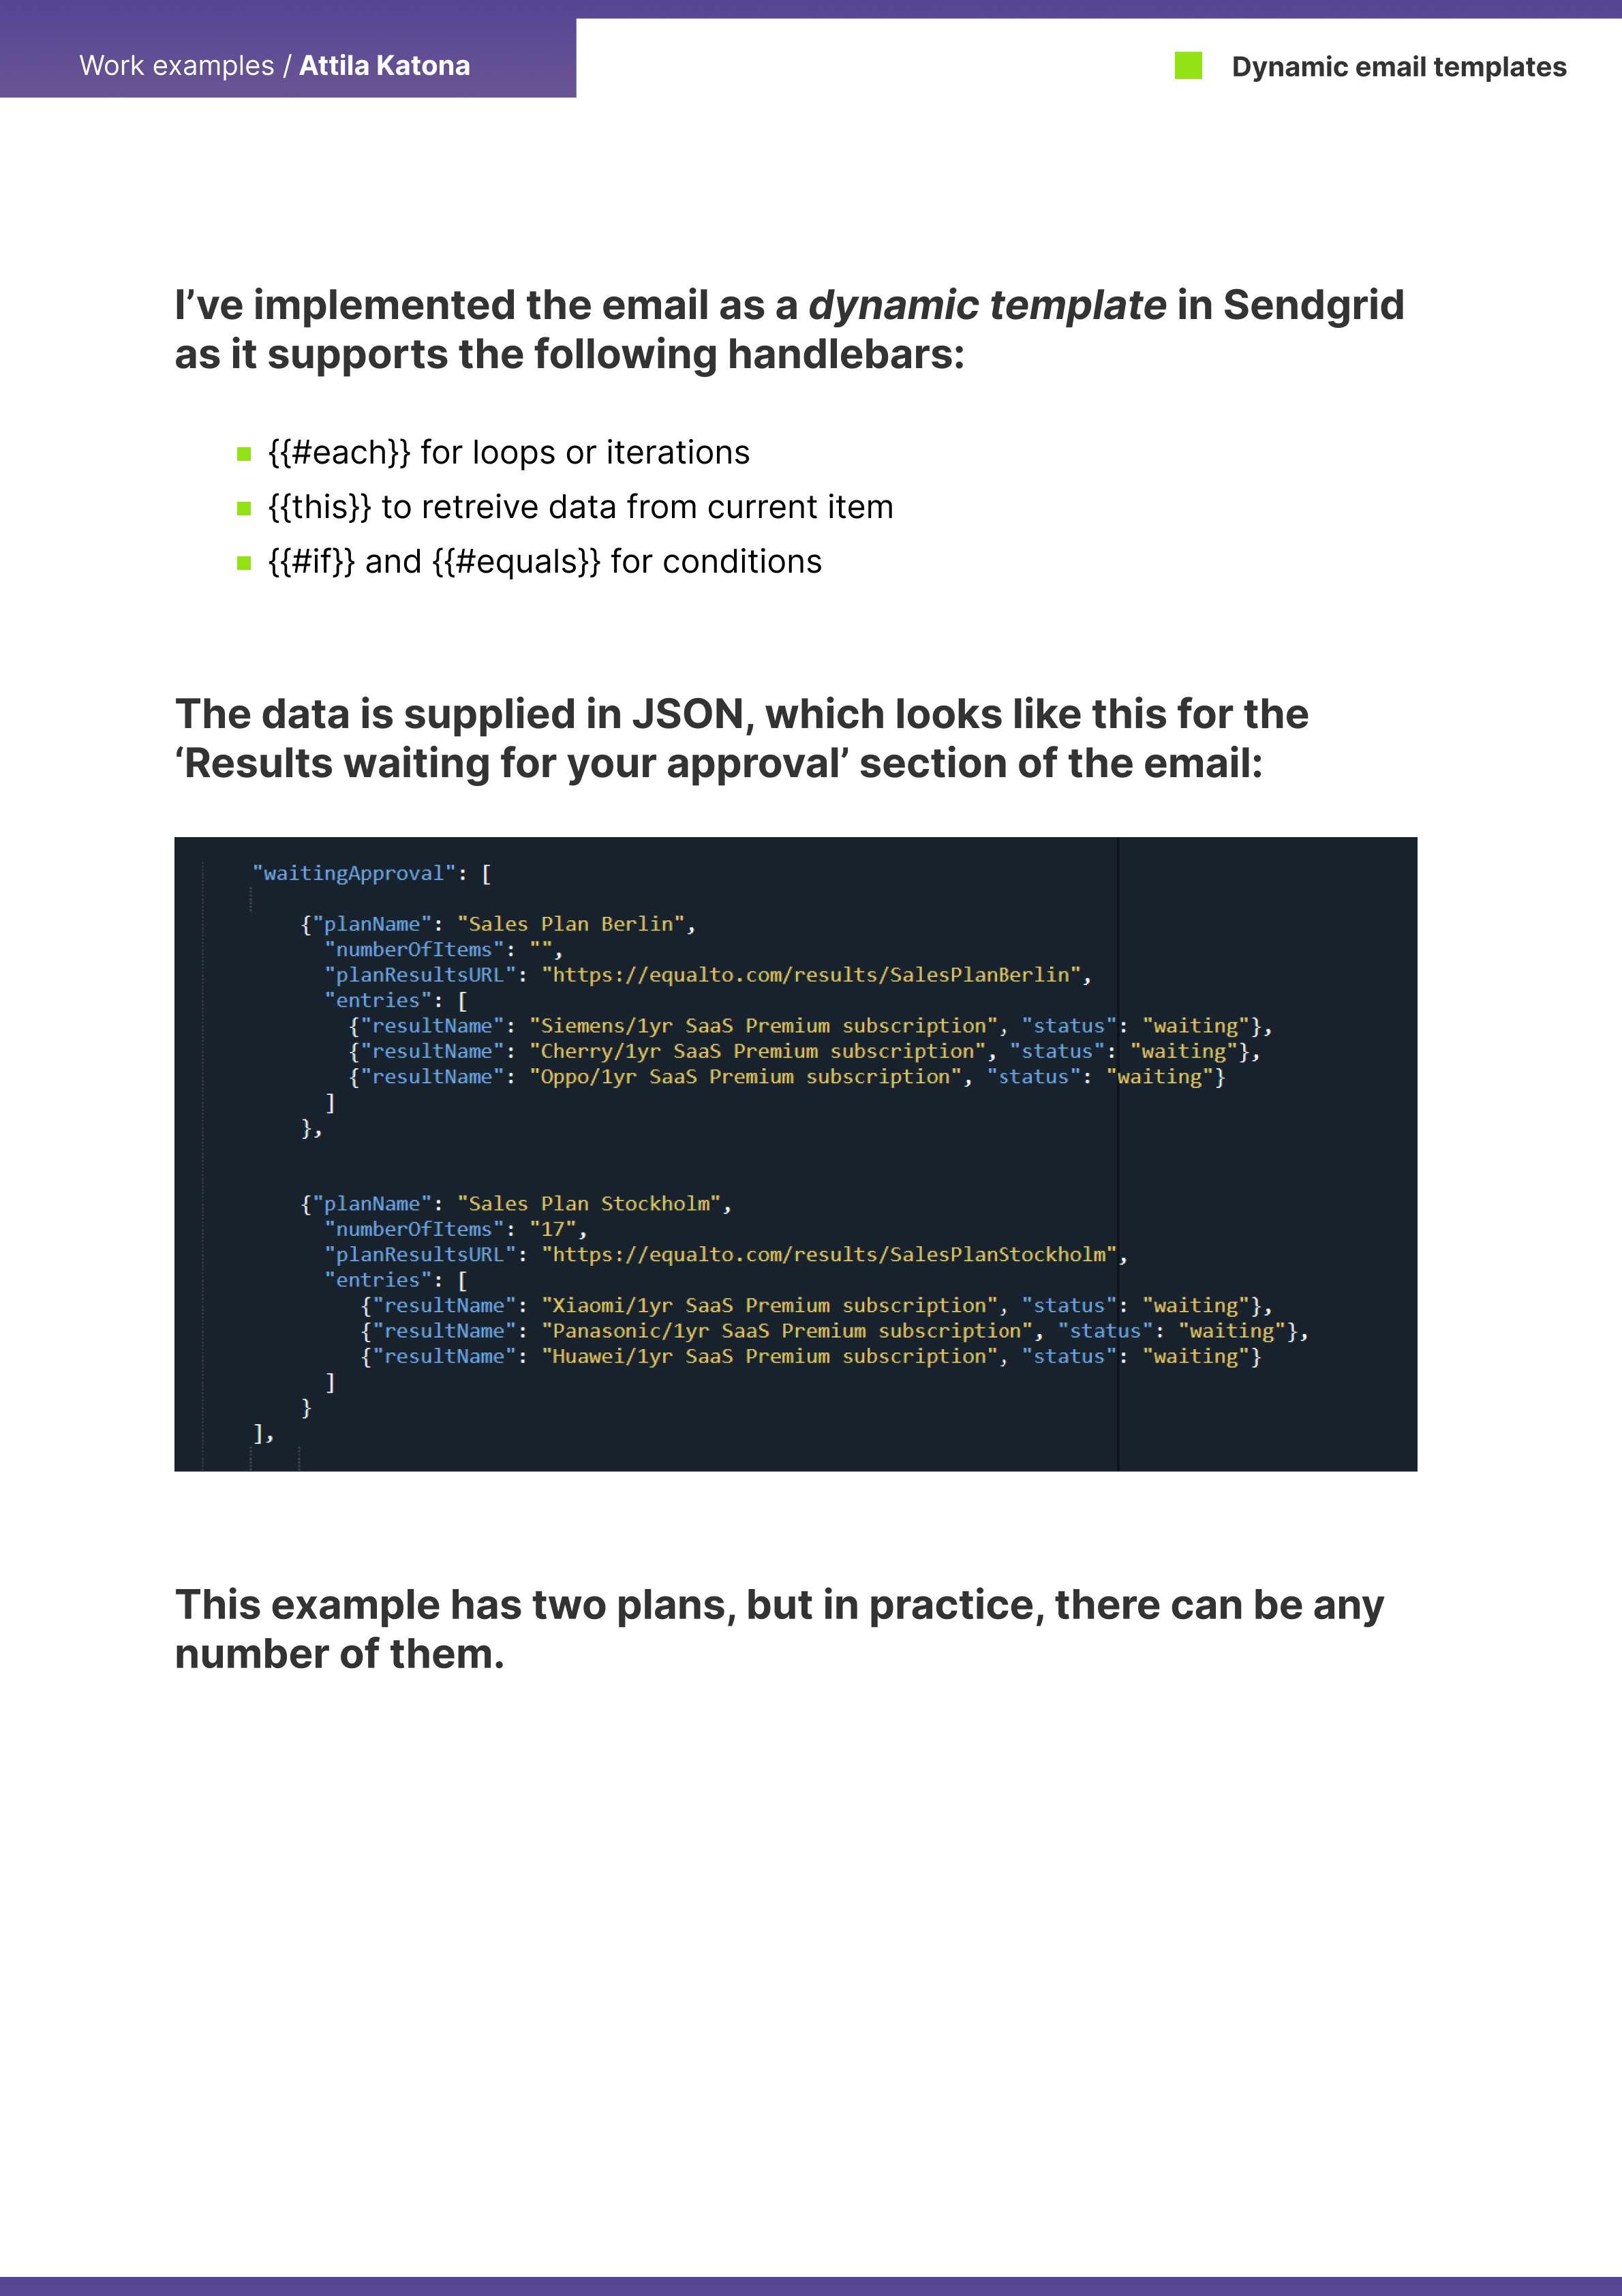 Work examples / Attila Katona
Dynamic email templates
I’ve implemented the email as a dynamic template in Sendgrid
as it supports the following handlebars:
{{#each}} for loops or iterations
{{this}} to retreive data from current item
{{#if}} and {{#equals}} for conditions
The data is supplied in JSON, which looks like this for the
‘Results waiting for your approval’ section of the email:
"waitingApproval": [
{"planName": "Sales Plan Berlin",
"numberOfItems": "",
"planResultsURL": "https://equalto.com/results/SalesPlanBerlin",
"entries": [
{"resultName": "Siemens/1yr SaaS Premium subscription", "status": "waiting"},
{"resultName": "Cherry/1yr SaaS Premium subscription", "status": "waiting"},
{"resultName": "Oppo/1yr SaaS Premium subscription", "status": "waiting"}
]
},
{"planName": "Sales Plan Stockholm",
"numberOfItems": "17",
"planResultsURL": "https://equalto.com/results/SalesPlanStockholm",
"entries": [
{"resultName": "Xiaomi/1yr SaaS Premium subscription", "status": "waiting"},
{"resultName": "Panasonic/1yr SaaS Premium subscription", "status": "waiting"},
{"resultName": "Huawei/1yr SaaS Premium subscription", "status": "waiting"}
]
}
],
This example has two plans, but in practice, there can be any
number of them.